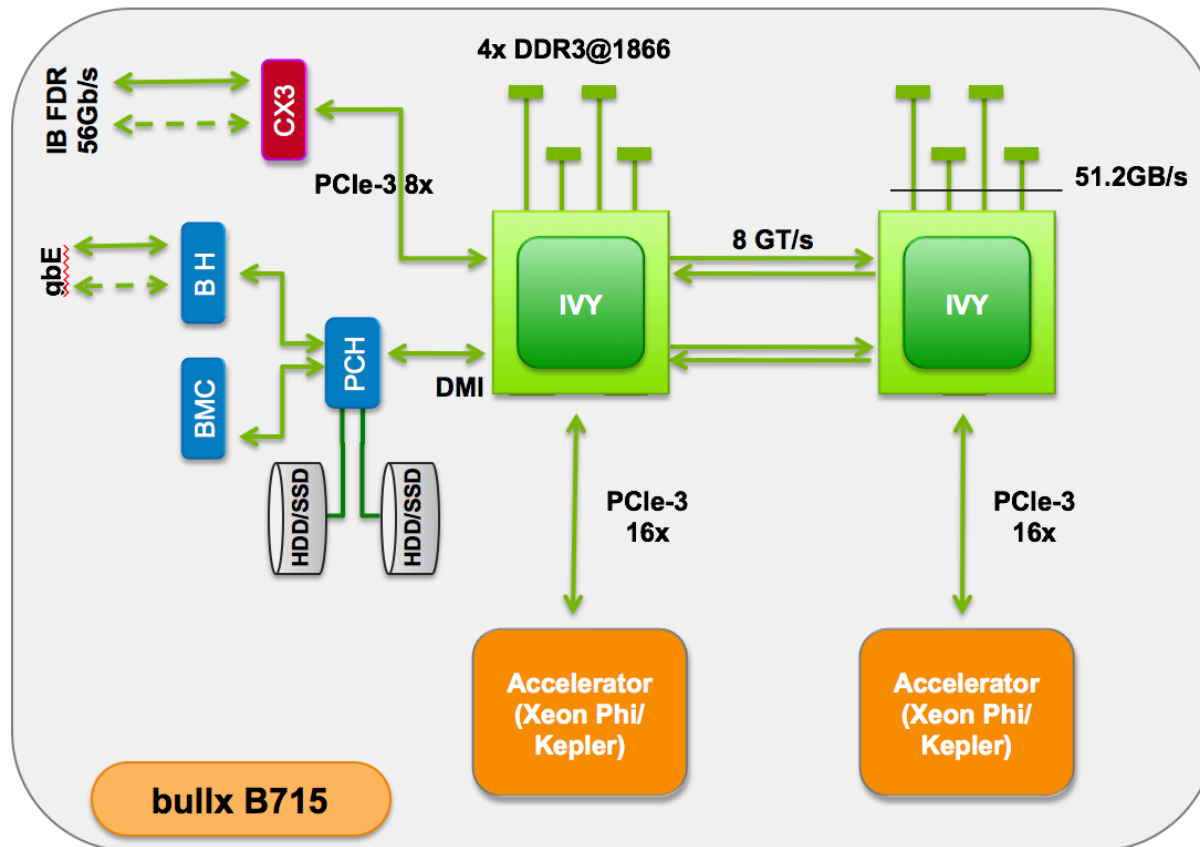 4x DDR3@1866
IB FDR
56Gb/s
CX3
PCIe-3 8x
51.2GB/s
8 GT/s
gbE
B H
IVY
IVY
PCH
DMI
BMC
HDD/SSD
HDD/SSD
PCIe-3
16x
PCIe-3
16x
Accelerator
(Xeon Phi/
Kepler)
Accelerator
(Xeon Phi/
Kepler)
bullx B715